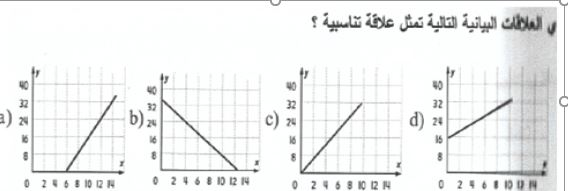 ي العلاقات البيانية التالية تمثل علاقة تناسبية ؟
a) y 40 32 24 16 8 0 2 4 6 8 10 12 14 x
b) y 40 32 24 16 8 0 2 4 6 8 10 12 14 x
c) y 40 32 24 16 8 0 2 4 6 8 10 12 14 x
d) y 40 32 24 16 8 0 2 4 6 8 10 12 14 x